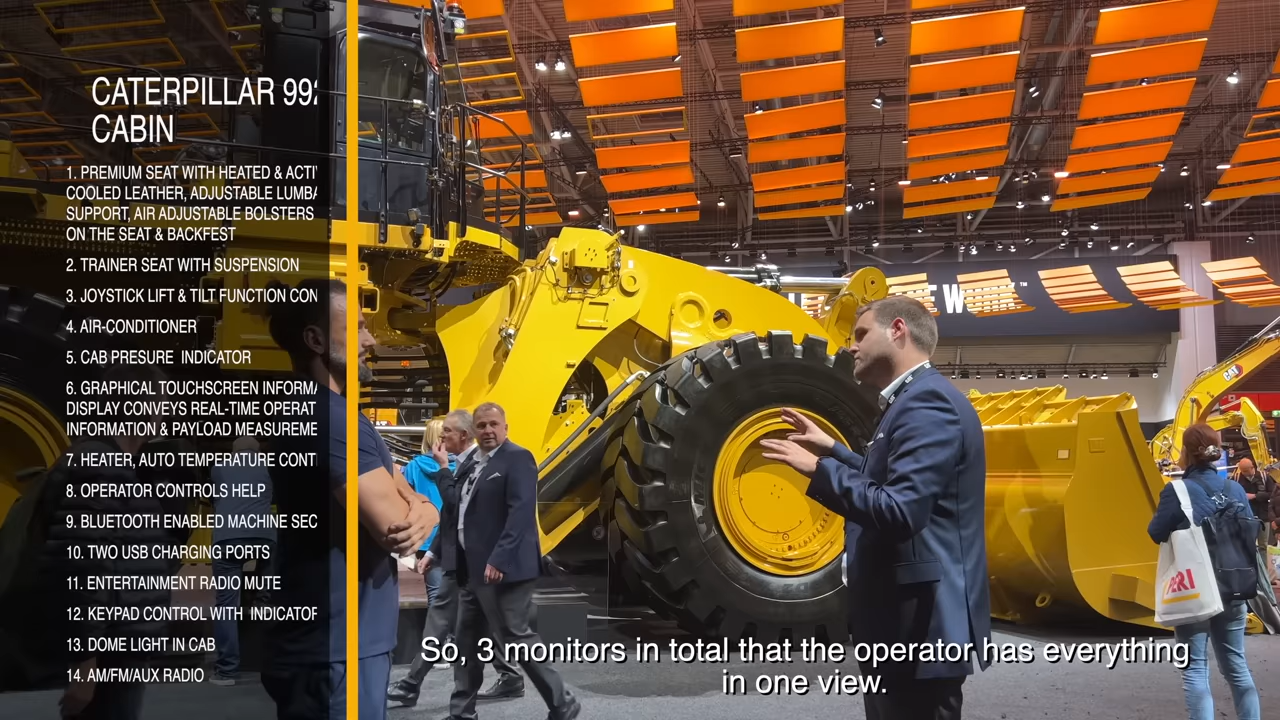 CATERPILLAR 992
CABIN
1. PREMIUM SEAT WITH HEATED & ACTI
COOLED LEATHER, ADJUSTABLE LUMBA
SUPPORT, AIR ADJUSTABLE BOLSTERS
ON THE SEAT & BACKFEST
2. TRAINER SEAT WITH SUSPENSION
3. JOYSTICK LIFT & TILT FUNCTION CON
4. AIR-CONDITIONER
5. CAB PRESURE INDICATOR
6. GRAPHICAL TOUCHSCREEN INFORMA
DISPLAY CONVEYS REAL-TIME OPERAT
INFORMATION & PAYLOAD MEASUREME
7. HEATER, AUTO TEMPERATURE CONT
8. OPERATOR CONTROLS HELP
9. BLUETOOTH ENABLED MACHINE SEC
10. TWO USB CHARGING PORTS
11. ENTERTAINMENT RADIO MUTE
12. KEYPAD CONTROL WITH INDICATOR
13. DOME LIGHT IN CAB
14. AM/FM/AUX RADIO
CAT
ERI
So, 3 monitors in total that the operator has everything
in one view.